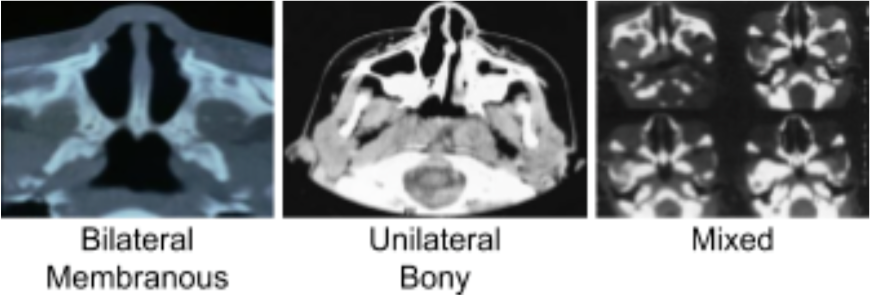 Bilateral
Membranous
Unilateral
Bony
Mixed